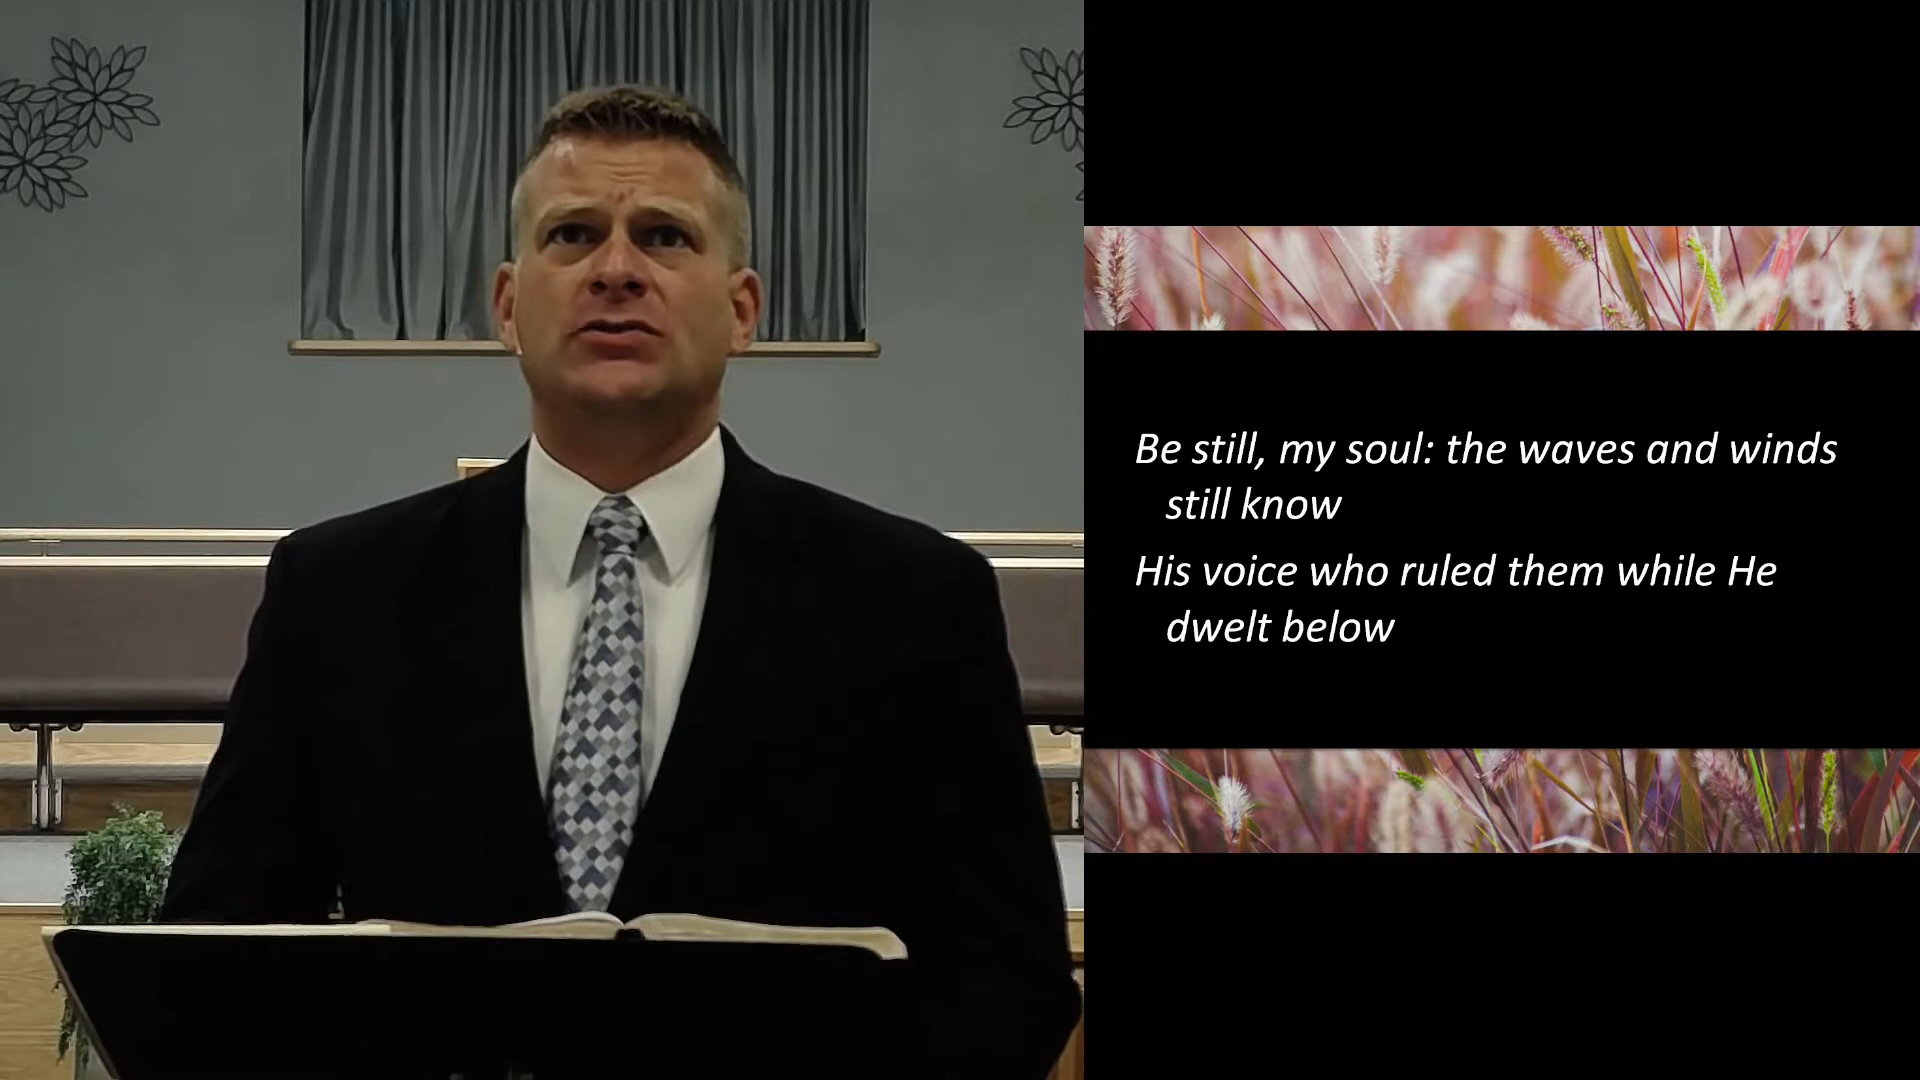 Be still, my soul: the waves and winds
still know
His voice who ruled them while He
dwelt below